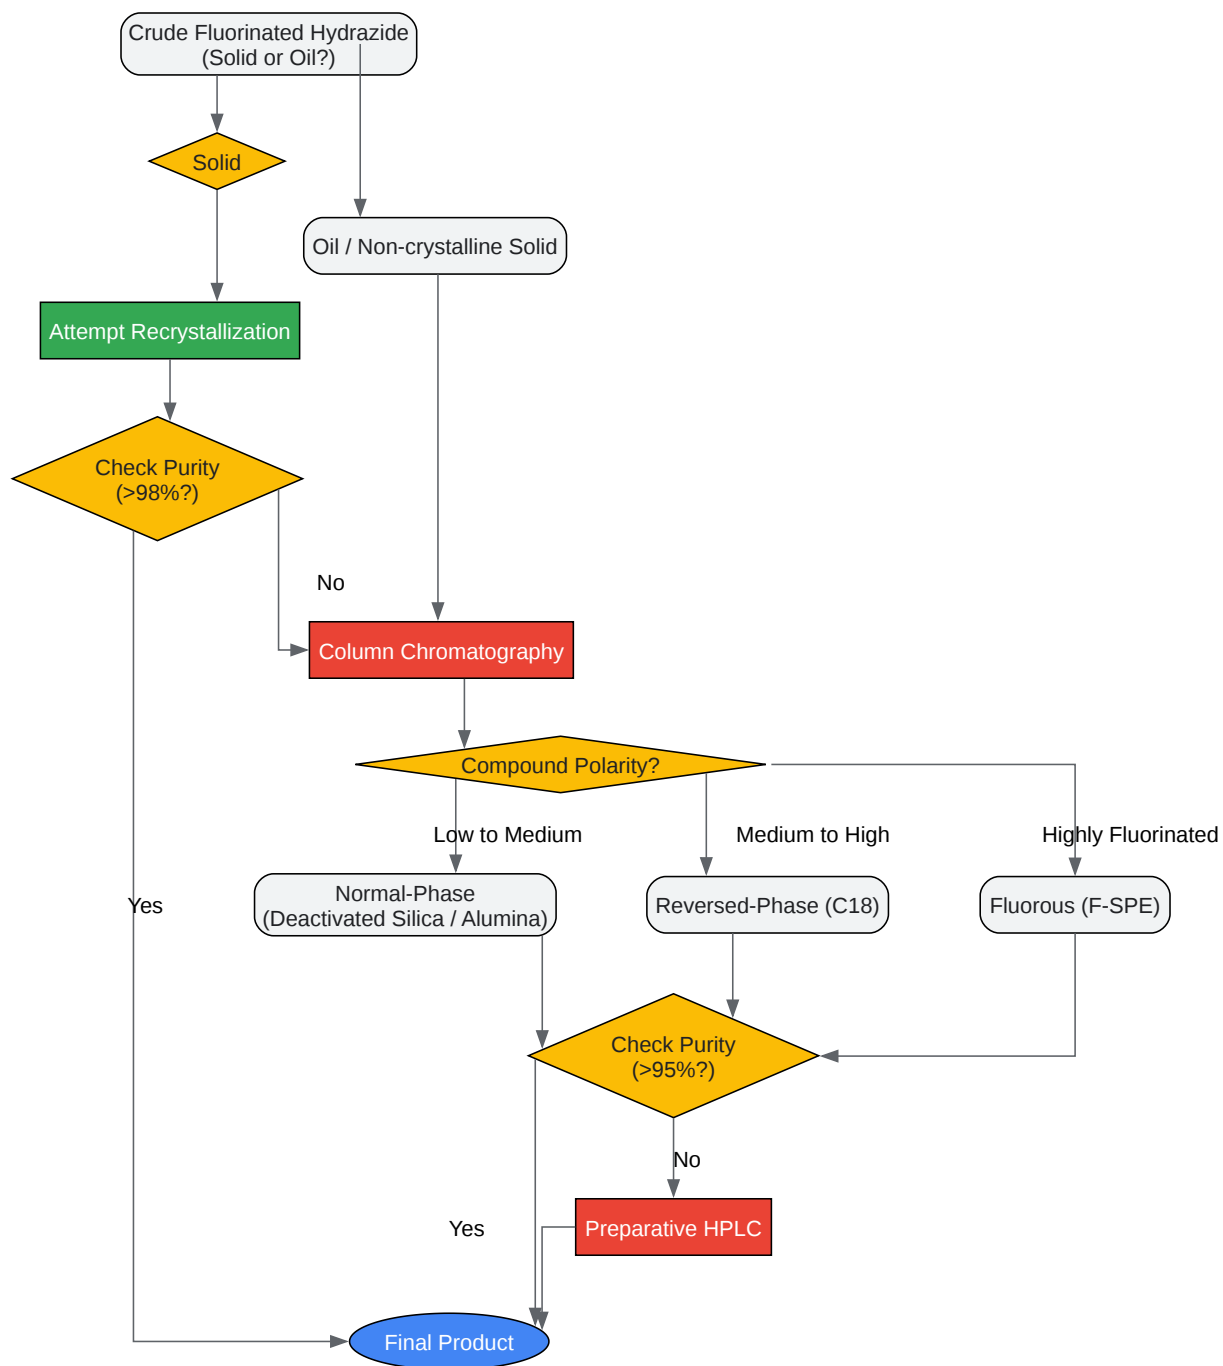 Crude Fluorinated Hydrazide
(Solid or Oil?)
Solid
Oil / Non-crystalline Solid
Attempt Recrystallization
Check Purity
(>98%?)
No
Column Chromatography
Compound Polarity?
Low to Medium
Medium to High
Highly Fluorinated
Normal-Phase
(Deactivated Silica / Alumina)
Reversed-Phase (C18)
Fluorous (F-SPE)
Yes
Check Purity
(>95%?)
No
Preparative HPLC
Yes
Final Product